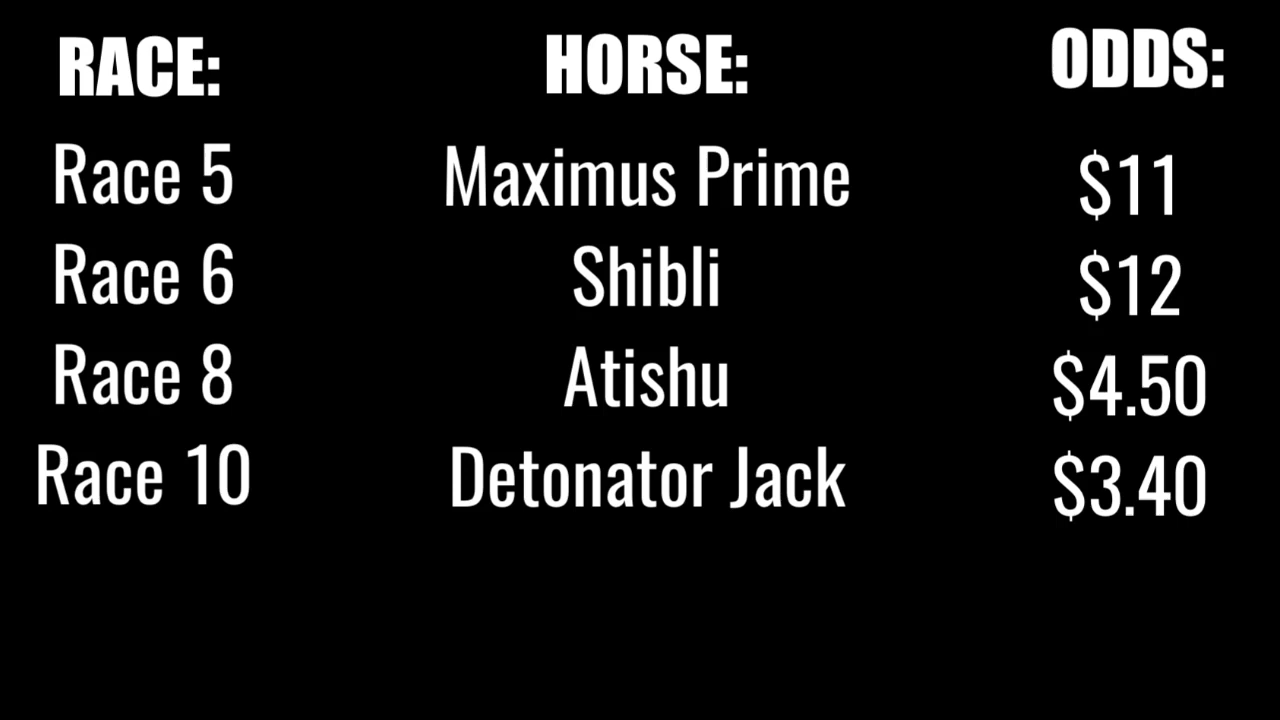 RACE: HORSE: ODDS:
Race 5 Maximus Prime $11
Race 6 Shibli $12
Race 8 Atishu $4.50
Race 10 Detonator Jack $3.40